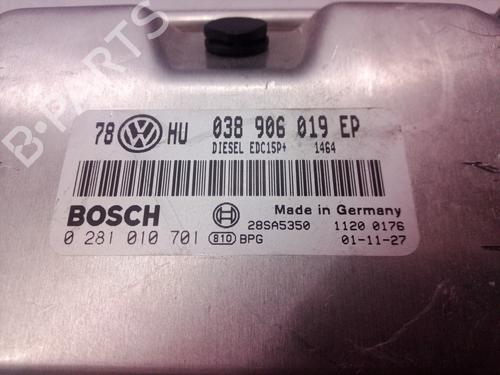 B-PARTS
78 HU 038 906 019 EP
DIESEL EDC15P+ 1464
BOSCH
Made in Germany
28SA5350 1120 0176
0 281 010 701 810 BPG 01-11-27